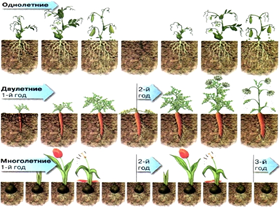 Однолетние
Двулетние
1-й год
2-й
год
Многолетние
1-й год
2-й
год
3-й
год